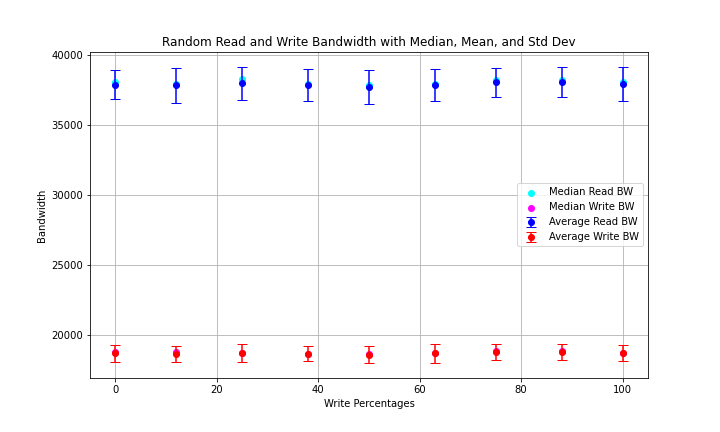 Random Read and Write Bandwidth with Median, Mean, and Std Dev
40000
35000
30000
25000
20000
Bandwidth
Median Read BW
Median Write BW
Average Read BW
Average Write BW
0
20
40
60
80
100
Write Percentages